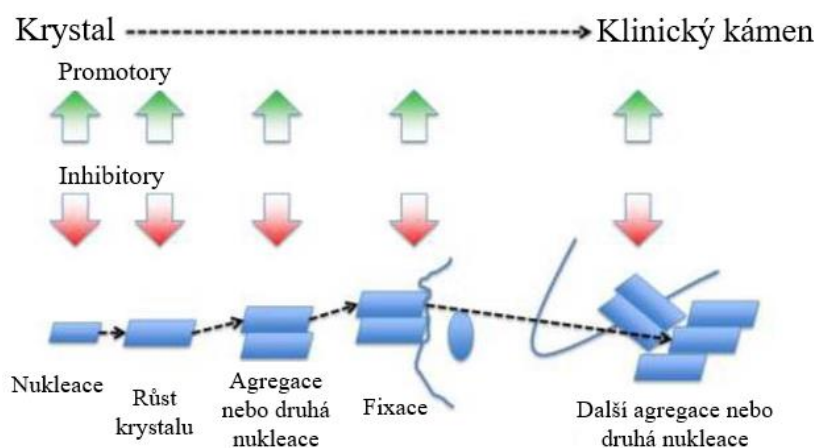 Krystal
Klinický kámen
Promotory
Inhibitory
Nukleace
Růst
krystalu
Agregace
nebo druhá
nukleace
Fixace
Další agregace nebo
druhá nukleace